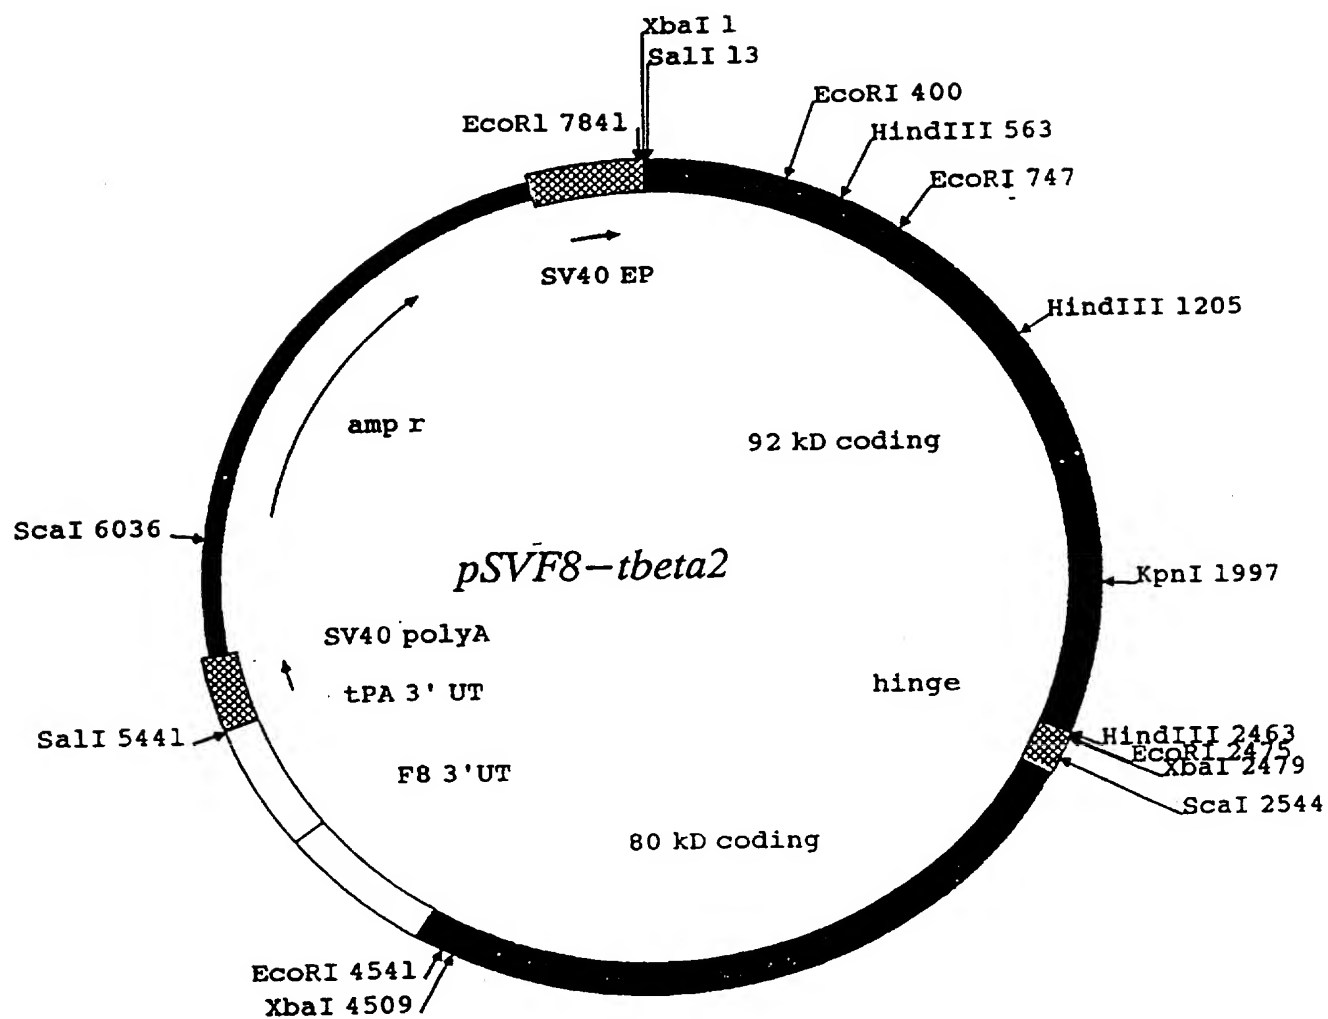 XbaI 1
SalI 13
EcoRI 400
EcoRl 7841
HindIII 563
EcoRI 747
SV40 EP
HindIII 1205
amp r
92 kD coding
ScaI 6036
pSVF8-tbeta2
KpnI 1997
SV40 polyA
hinge
tPA 3' UT
SalI 5441
HindIII 2463
EcoRI 2475
XbaI 2479
F8 3'UT
ScaI 2544
80 kD coding
EcoRI 4541
XbaI 4509